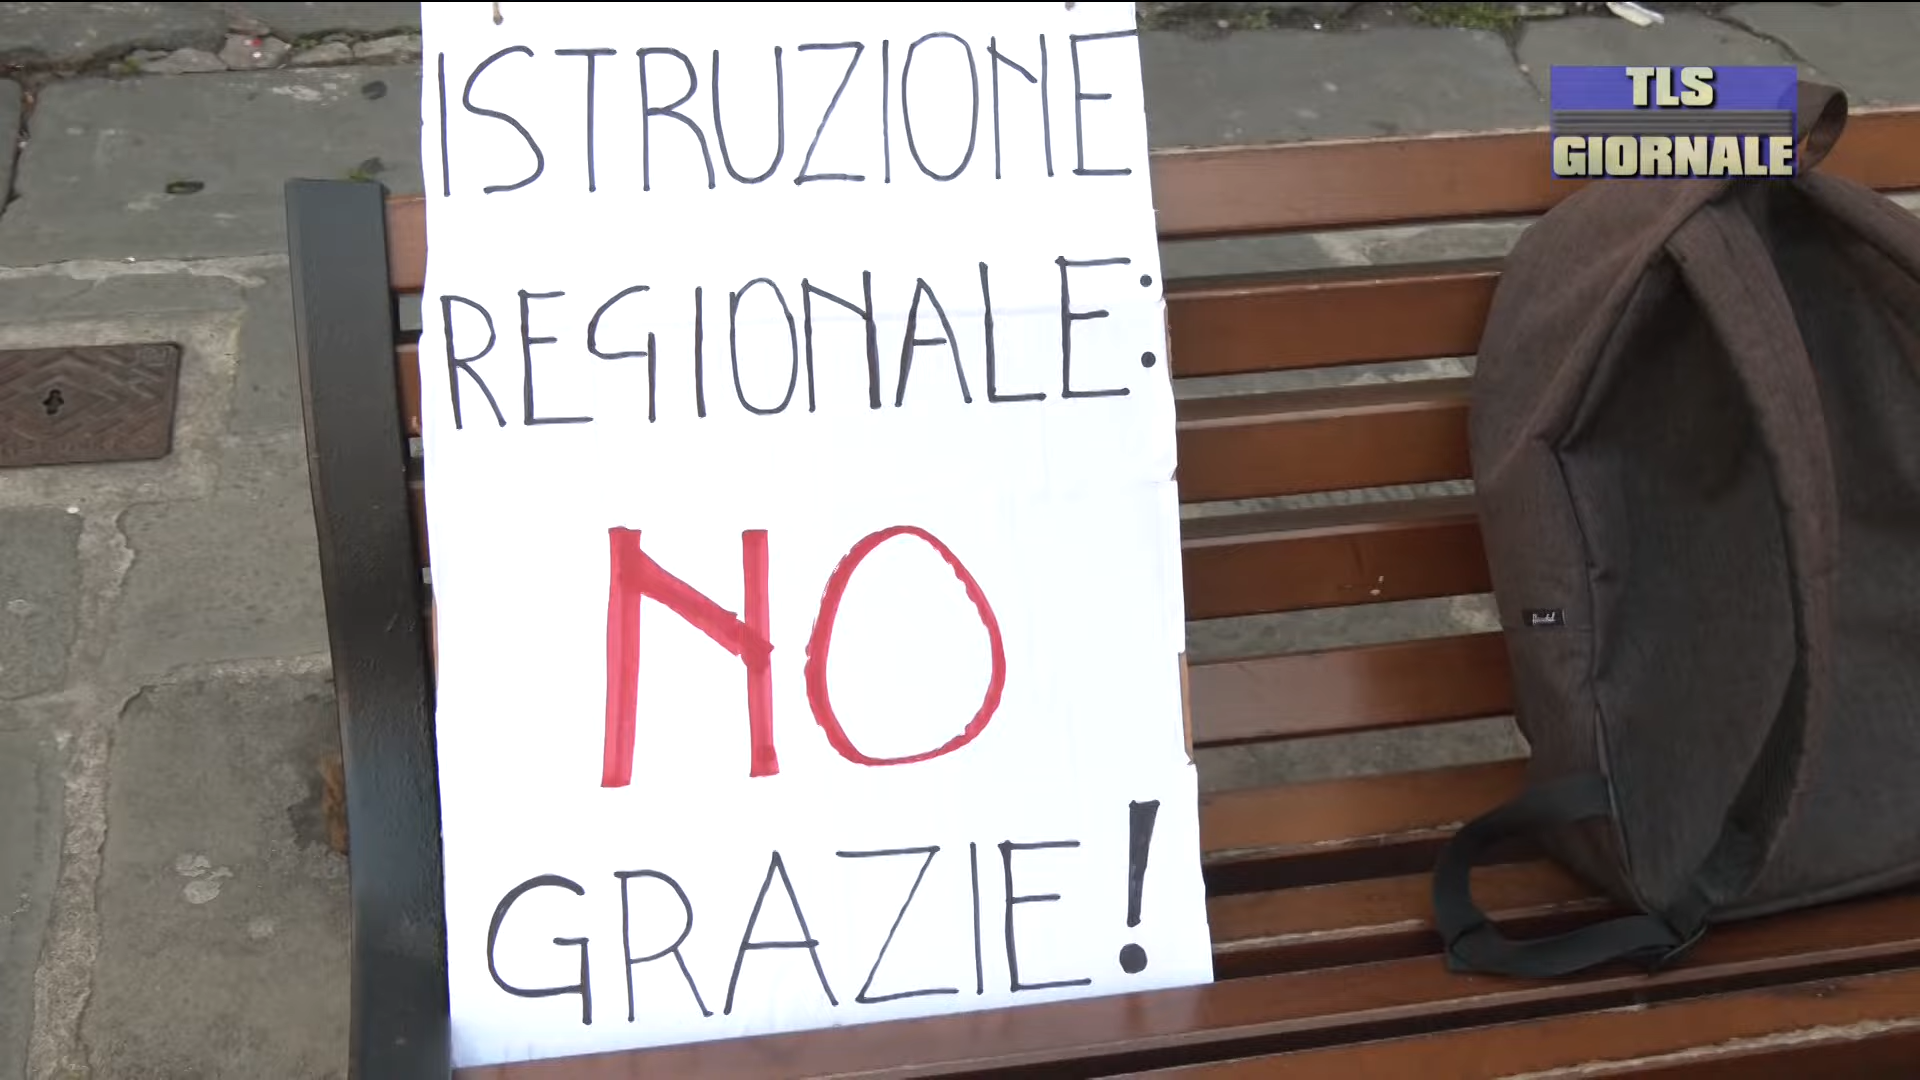 ISTRUZIONE
REGIONALE:
NO
GRAZIE!
TLS
GIORNALE